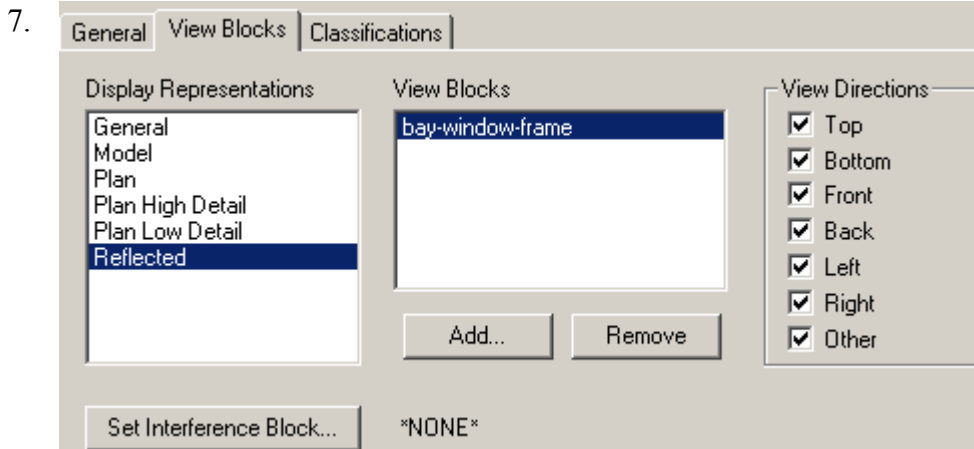 7.
General View Blocks Classifications
Display Representations
General
Model
Plan
Plan High Detail
Plan Low Detail
Reflected
View Blocks
bay-window-frame
Add... Remove
View Directions
Top
Bottom
Front
Back
Left
Right
Other
Set Interference Block... *NONE*